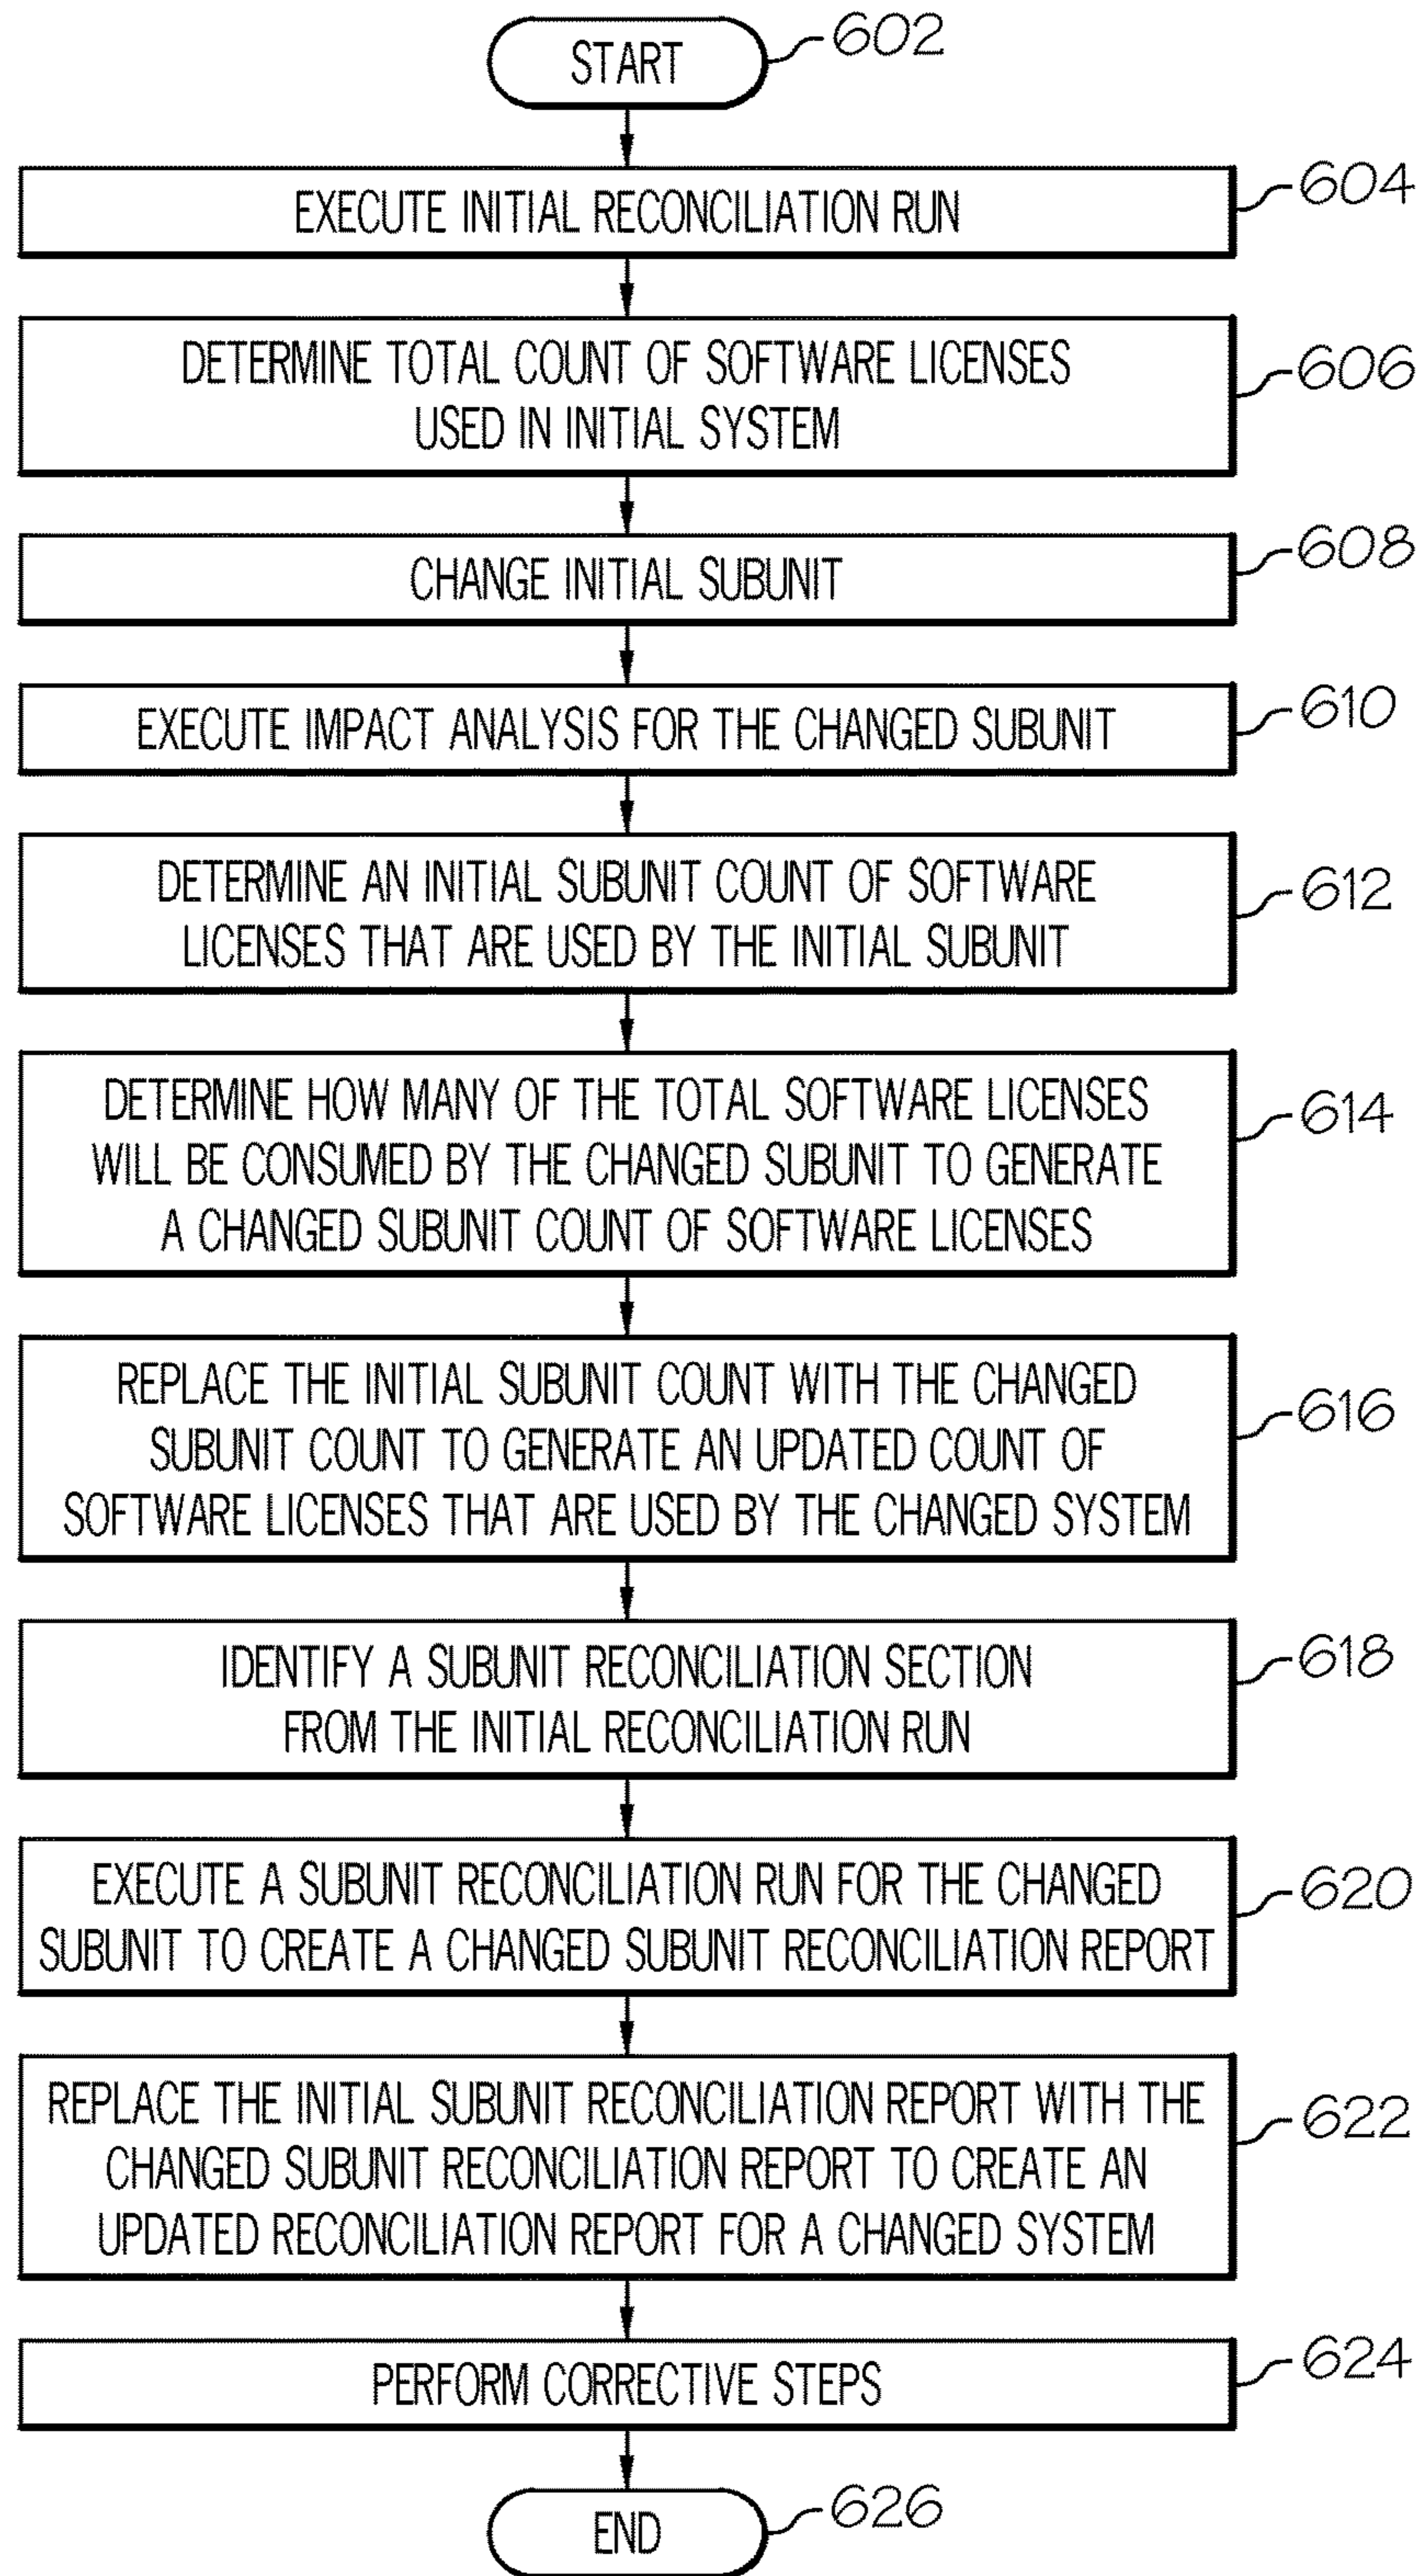 START
602
EXECUTE INITIAL RECONCILIATION RUN
604
DETERMINE TOTAL COUNT OF SOFTWARE LICENSES
USED IN INITIAL SYSTEM
606
CHANGE INITIAL SUBUNIT
608
EXECUTE IMPACT ANALYSIS FOR THE CHANGED SUBUNIT
610
DETERMINE AN INITIAL SUBUNIT COUNT OF SOFTWARE
LICENSES THAT ARE USED BY THE INITIAL SUBUNIT
612
DETERMINE HOW MANY OF THE TOTAL SOFTWARE LICENSES
WILL BE CONSUMED BY THE CHANGED SUBUNIT TO GENERATE
A CHANGED SUBUNIT COUNT OF SOFTWARE LICENSES
614
REPLACE THE INITIAL SUBUNIT COUNT WITH THE CHANGED
SUBUNIT COUNT TO GENERATE AN UPDATED COUNT OF
SOFTWARE LICENSES THAT ARE USED BY THE CHANGED SYSTEM
616
IDENTIFY A SUBUNIT RECONCILIATION SECTION
FROM THE INITIAL RECONCILIATION RUN
618
EXECUTE A SUBUNIT RECONCILIATION RUN FOR THE CHANGED
SUBUNIT TO CREATE A CHANGED SUBUNIT RECONCILIATION REPORT
620
REPLACE THE INITIAL SUBUNIT RECONCILIATION REPORT WITH THE
CHANGED SUBUNIT RECONCILIATION REPORT TO CREATE AN
UPDATED RECONCILIATION REPORT FOR A CHANGED SYSTEM
622
PERFORM CORRECTIVE STEPS
624
END
626